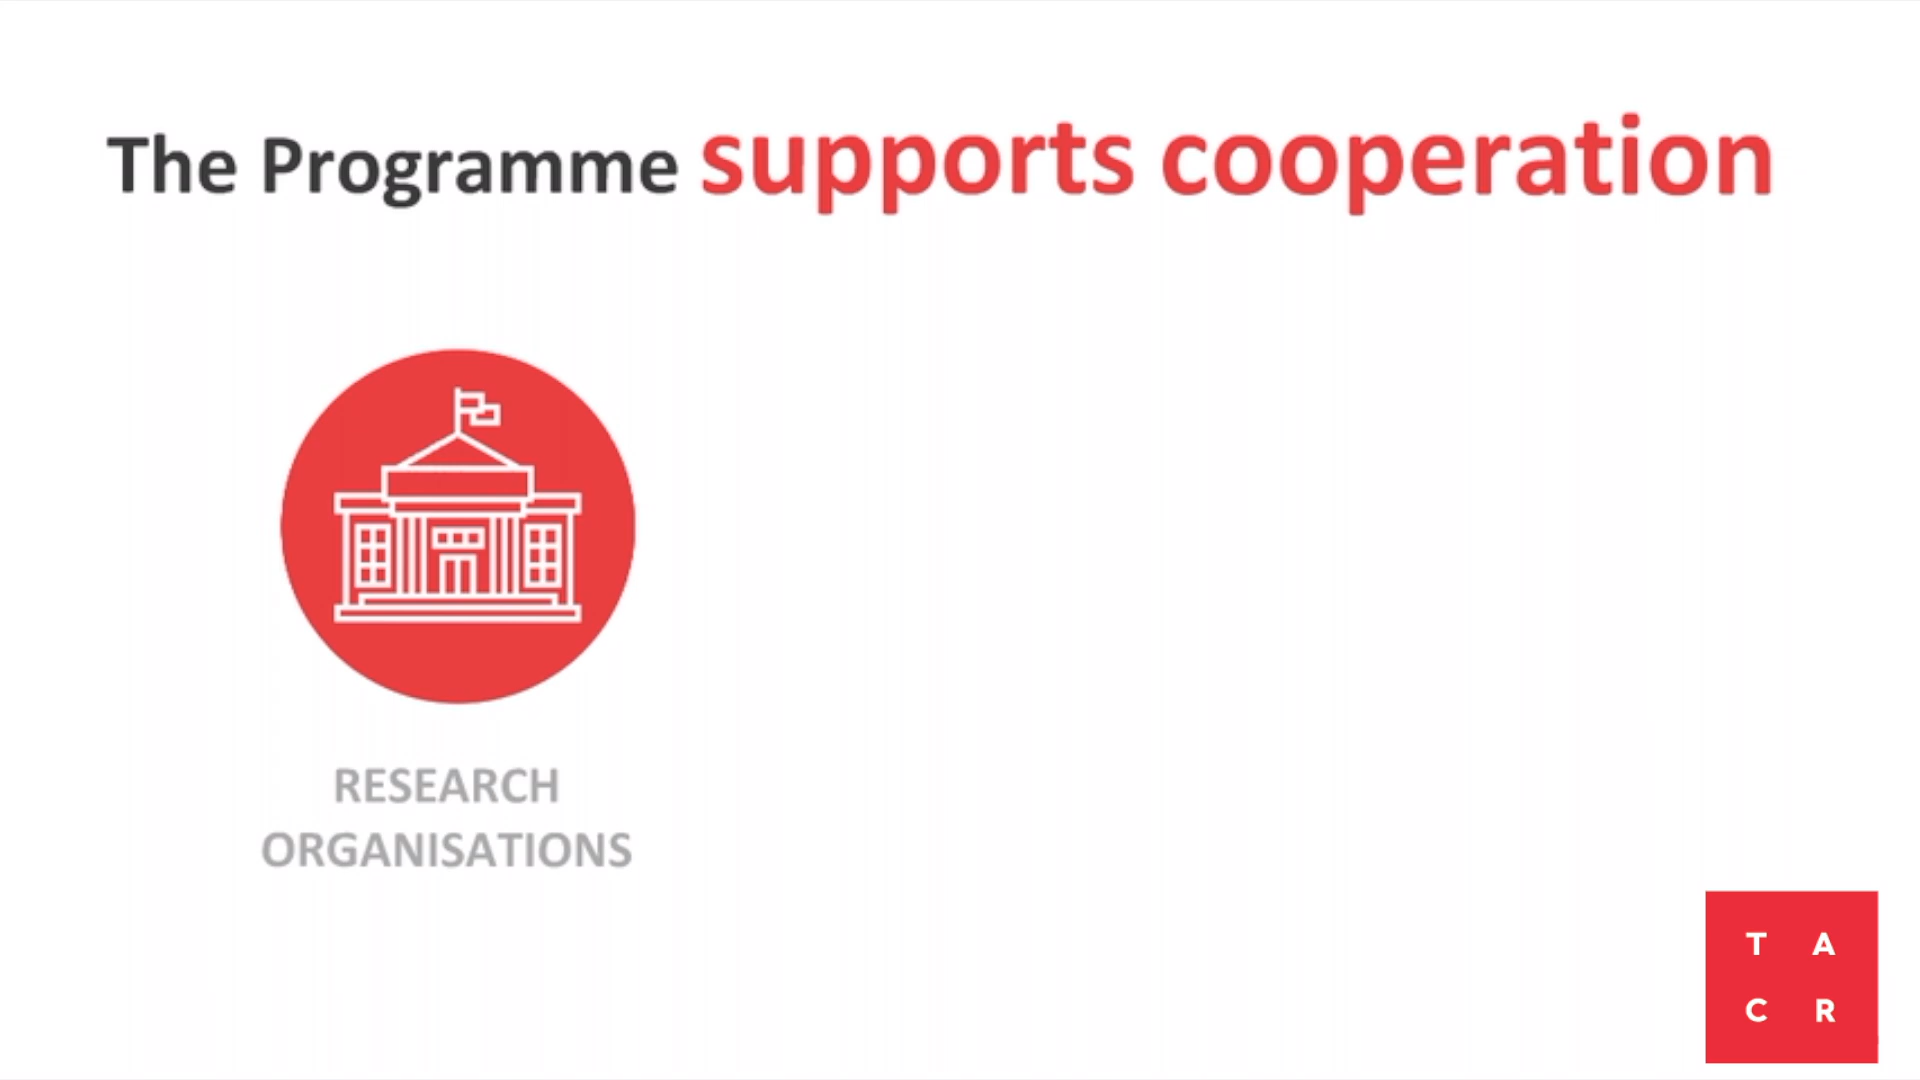 The Programme supports cooperation
RESEARCH
ORGANISATIONS
T A
C R